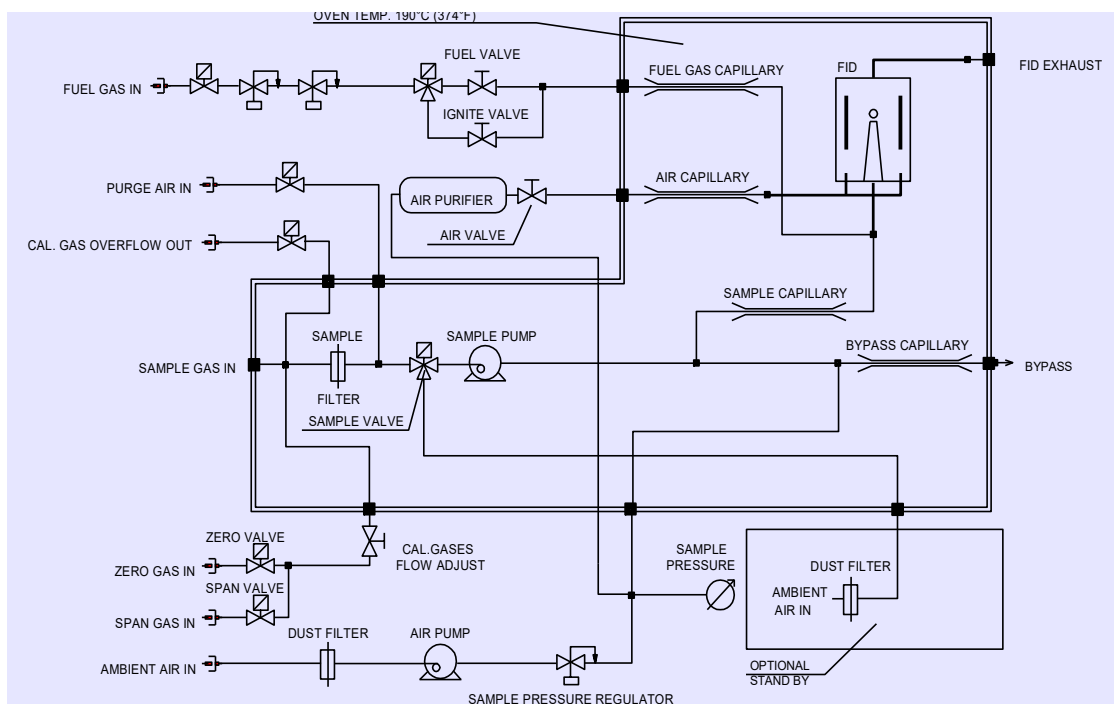 OVEN TEMP. 190°C (374°F)
FUEL VALVE
FUEL GAS CAPILLARY
FID
FID EXHAUST
FUEL GAS IN
IGNITE VALVE
PURGE AIR IN
AIR CAPILLARY
AIR PURIFIER
AIR VALVE
CAL. GAS OVERFLOW OUT
SAMPLE CAPILLARY
SAMPLE
FILTER
SAMPLE PUMP
BYPASS CAPILLARY
SAMPLE GAS IN
BYPASS
SAMPLE VALVE
ZERO VALVE
CAL.GASES
FLOW ADJUST
SAMPLE
PRESSURE
ZERO GAS IN
DUST FILTER
AMBIENT
AIR IN
SPAN VALVE
SPAN GAS IN
DUST FILTER
AIR PUMP
AMBIENT AIR IN
OPTIONAL
STAND BY
SAMPLE PRESSURE REGULATOR